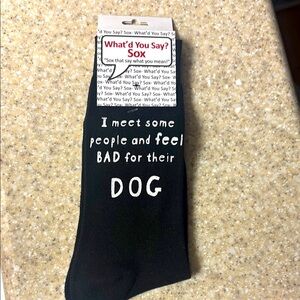 What'd You Say?
Sox
"Sox that say what you mean!"
I meet some
people and feel
BAD for their
DOG